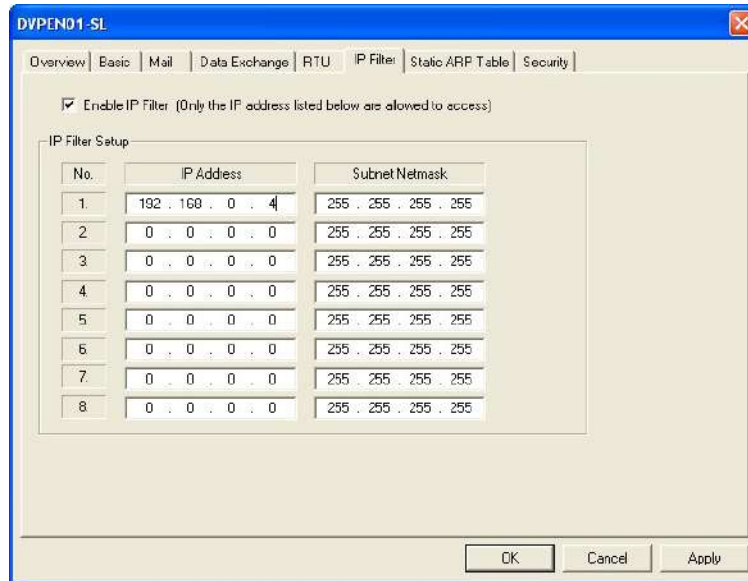 DVPEN01-SL
Overview Basic Mail Data Exchange RTU IP Filter Static ARP Table Security
Enable IP Filter (Only the IP address listed below are allowed to access)
IP Filter Setup
No. IP Address Subnet Netmask
1. 192 . 168 . 0 . 4 255 . 255 . 255 . 255
2. 0 . 0 . 0 . 0 255 . 255 . 255 . 255
3. 0 . 0 . 0 . 0 255 . 255 . 255 . 255
4. 0 . 0 . 0 . 0 255 . 255 . 255 . 255
5. 0 . 0 . 0 . 0 255 . 255 . 255 . 255
6. 0 . 0 . 0 . 0 255 . 255 . 255 . 255
7. 0 . 0 . 0 . 0 255 . 255 . 255 . 255
8. 0 . 0 . 0 . 0 255 . 255 . 255 . 255
OK Cancel Apply